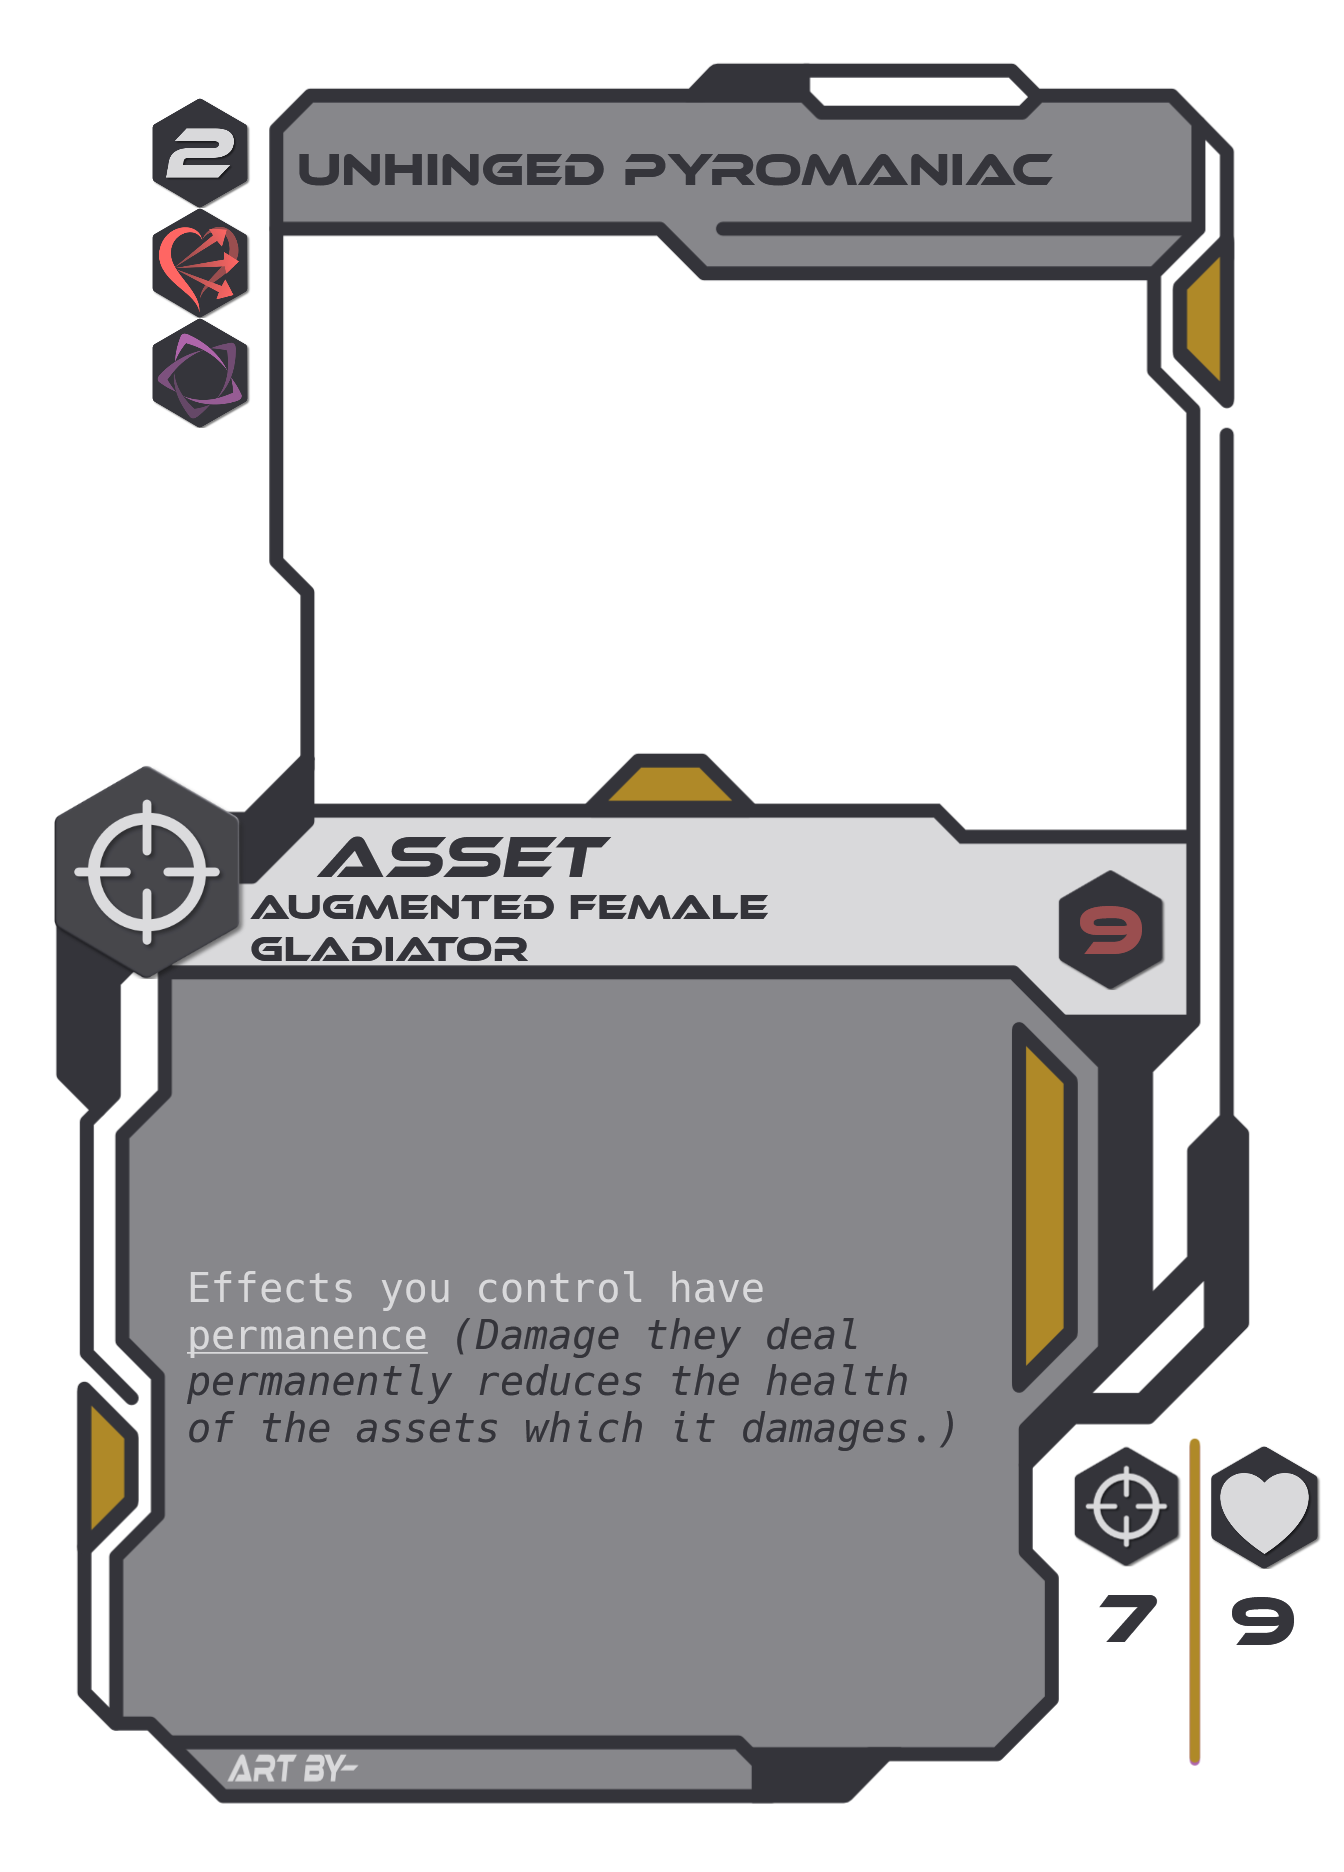 2
UNHINGED PYROMANIAC
ASSET
AUGMENTED FEMALE
GLADIATOR
9
Effects you control have
permanence (Damage they deal
permanently reduces the health
of the assets which it damages.)
7
9
ART BY-